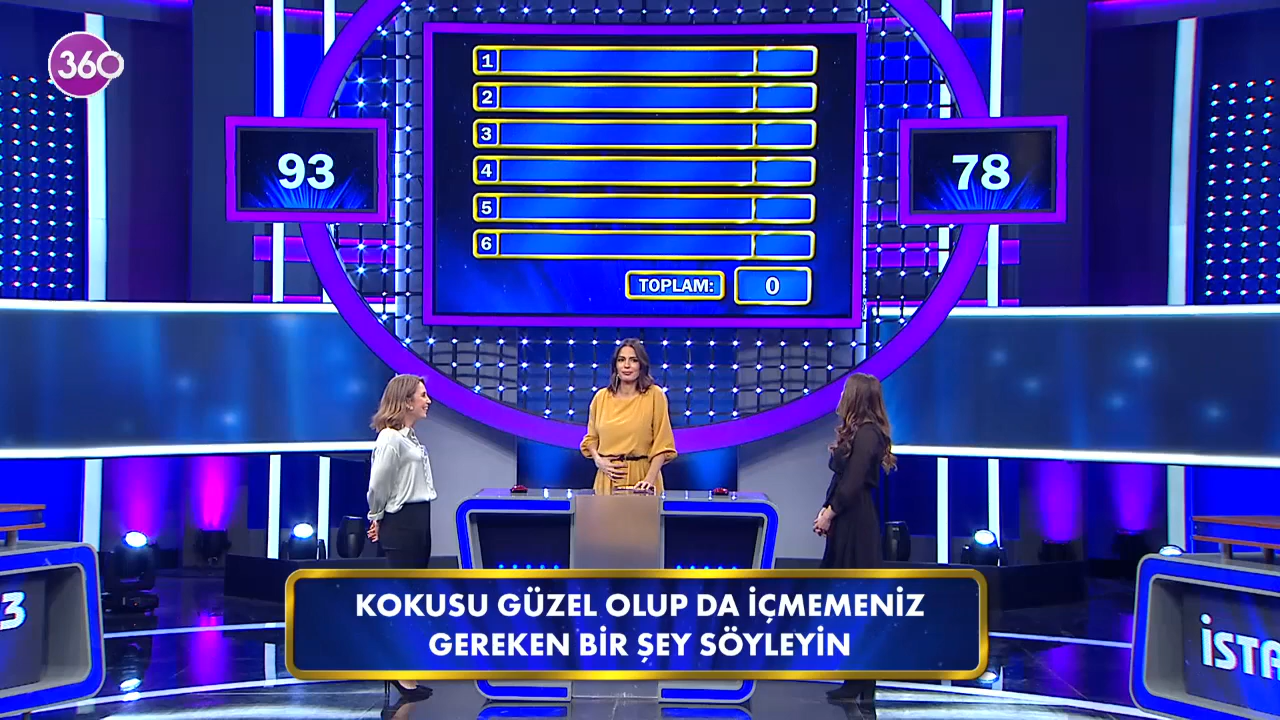 360
93
78
1
2
3
4
5
6
TOPLAM:
0
KOKUSU GÜZEL OLUP DA İÇMEMENİZ
GEREKEN BİR ŞEY SÖYLEYİN
3
İSTA